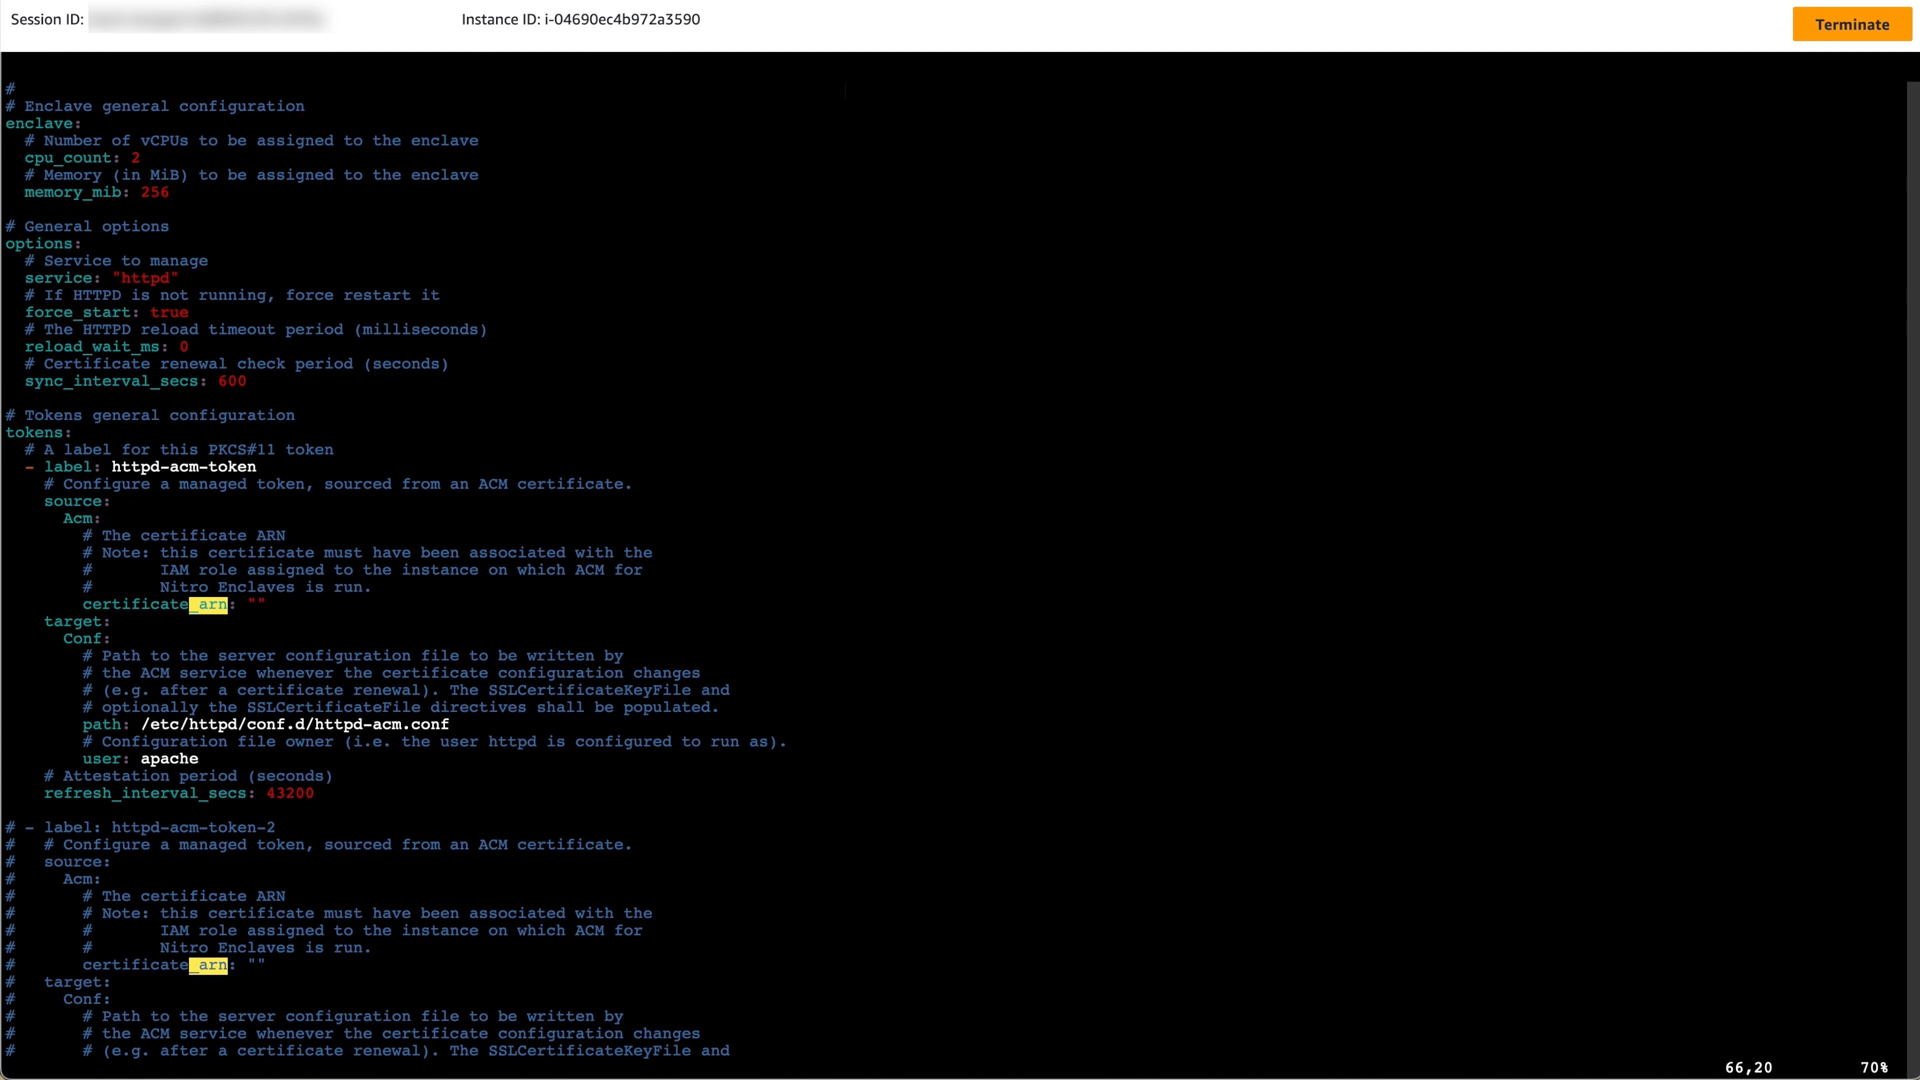 Session ID:
Instance ID: i-04690ec4b972a3590
Terminate
#
# Enclave general configuration
enclave:
  # Number of vCPUs to be assigned to the enclave
  cpu_count: 2
  # Memory (in MiB) to be assigned to the enclave
  memory_mib: 256
# General options
options:
  # Service to manage
  service: "httpd"
  # If HTTPD is not running, force restart it
  force_start: true
  # The HTTPD reload timeout period (milliseconds)
  reload_wait_ms: 0
  # Certificate renewal check period (seconds)
  sync_interval_secs: 600
# Tokens general configuration
tokens:
  # A label for this PKCS#11 token
  - label: httpd-acm-token
    # Configure a managed token, sourced from an ACM certificate.
    source:
      Acm:
        # The certificate ARN
        # Note: this certificate must have been associated with the
        #       IAM role assigned to the instance on which ACM for
        #       Nitro Enclaves is run.
        certificate_arn: ""
    target:
      Conf:
        # Path to the server configuration file to be written by
        # the ACM service whenever the certificate configuration changes
        # (e.g. after a certificate renewal). The SSLCertificateKeyFile and
        # optionally the SSLCertificateFile directives shall be populated.
        path: /etc/httpd/conf.d/httpd-acm.conf
        # Configuration file owner (i.e. the user httpd is configured to run as).
        user: apache
    # Attestation period (seconds)
    refresh_interval_secs: 43200
# - label: httpd-acm-token-2
#   # Configure a managed token, sourced from an ACM certificate.
#   source:
#     Acm:
#       # The certificate ARN
#       # Note: this certificate must have been associated with the
#       #       IAM role assigned to the instance on which ACM for
#       #       Nitro Enclaves is run.
#       certificate_arn: ""
#   target:
#     Conf:
#       # Path to the server configuration file to be written by
#       # the ACM service whenever the certificate configuration changes
#       # (e.g. after a certificate renewal). The SSLCertificateKeyFile and
66,20 70%